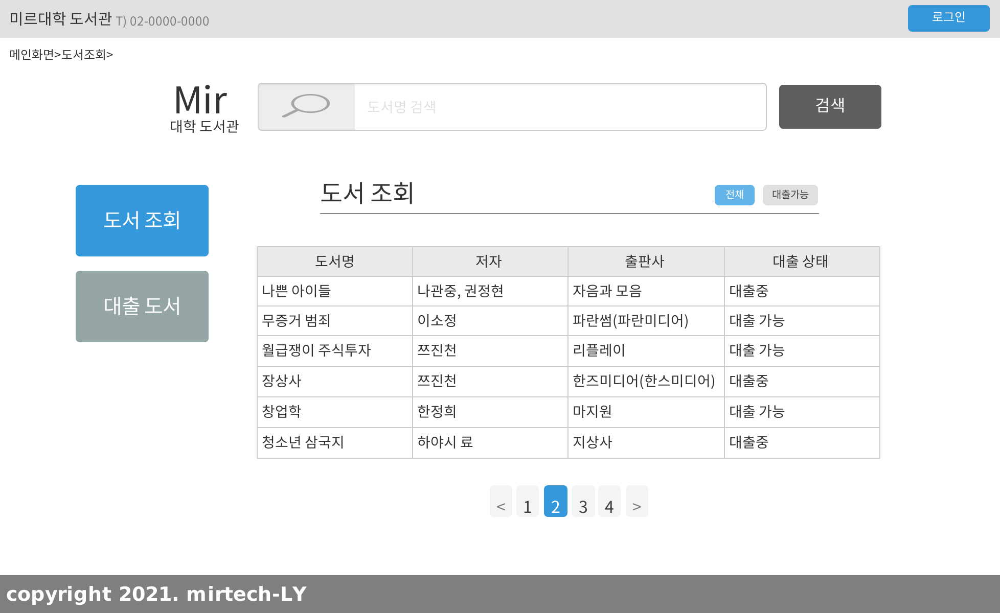 미르대학 도서관 T) 02-0000-0000
로그인
메인화면>도서조회>
Mir
대학 도서관
도서명 검색
검색
도서 조회
대출 도서
도서 조회
전체
대출가능
도서명 저자 출판사 대출 상태
나쁜 아이들 나관중, 권정현 자음과 모음 대출중
무증거 범죄 이소정 파란썸(파란미디어) 대출 가능
월급쟁이 주식투자 쯔진천 리플레이 대출 가능
장상사 쯔진천 한즈미디어(한스미디어) 대출중
창업학 한정희 마지원 대출 가능
청소년 삼국지 하야시 료 지상사 대출중
< 1 2 3 4 >
copyright 2021. mirtech-LY